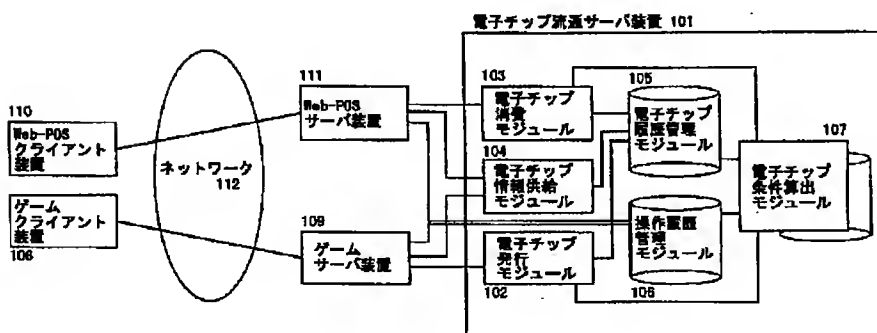 電子チップ流通サーバ装置 101
110
Web-POS
クライアント
装置
ゲーム
クライアント
装置
108
ネットワーク
112
111
Web-POS
サーバ装置
109
ゲーム
サーバ装置
103
電子チップ
消費
モジュール
104
電子チップ
情報供給
モジュール
電子チップ
発行
モジュール
102
105
電子チップ
履歴管理
モジュール
操作履歴
管理
モジュール
106
107
電子チップ
条件算出
モジュール